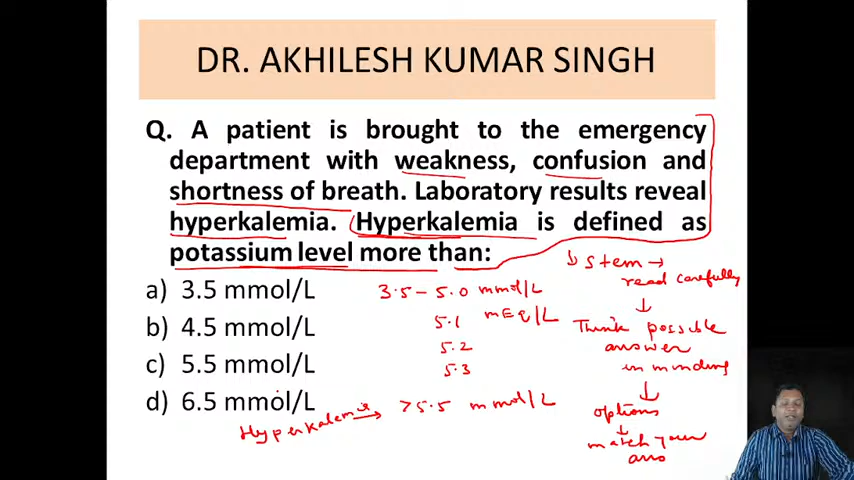 DR. AKHILESH KUMAR SINGH
Q. A patient is brought to the emergency
department with weakness, confusion and
shortness of breath. Laboratory results reveal
hyperkalemia. Hyperkalemia is defined as
potassium level more than:
a) 3.5 mmol/L
b) 4.5 mmol/L
c) 5.5 mmol/L
d) 6.5 mmol/L
3.5 – 5.0 mmol/L
mEq/L
5.1
5.2
5.3
Hyperkalemia → >5.5 mmol/L
↓ Stem →
read carefully
↓
Think possible
answer
in
↓
options
↓
match your
ans